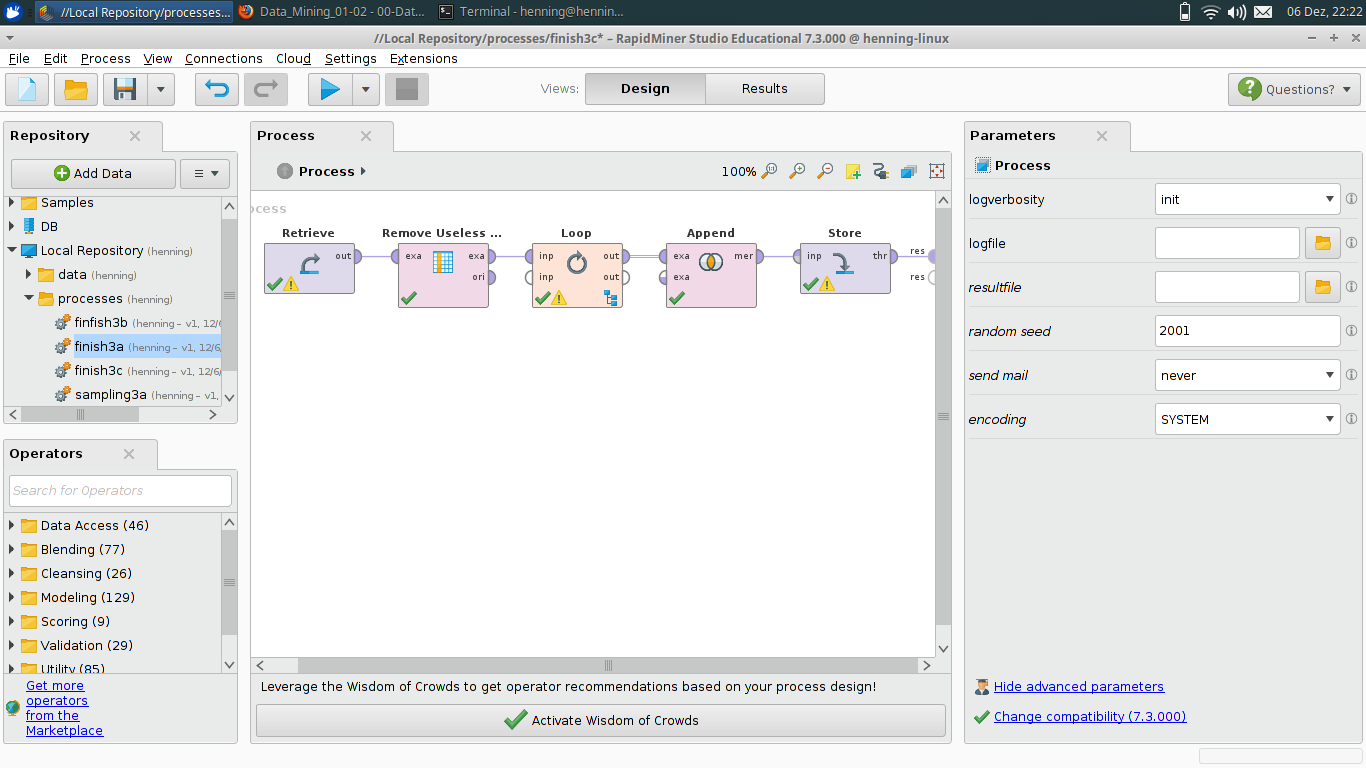 //Local Repository/processes...
Data_Mining_01-02 - 00-Dat...
Terminal - henning@hennin...
06 Dez, 22:22
//Local Repository/processes/finish3c* – RapidMiner Studio Educational 7.3.000 @ henning-linux
File Edit Process View Connections Cloud Settings Extensions
Views: Design Results
Questions?
Repository
Add Data
Samples
DB
Local Repository (henning)
data (henning)
processes (henning)
finfish3b (henning – v1, 12/6
finish3a (henning – v1, 12/6,
finish3c (henning – v1, 12/6/
sampling3a (henning – v1,
Operators
Search for Operators
Data Access (46)
Blending (77)
Cleansing (26)
Modeling (129)
Scoring (9)
Validation (29)
Utility (85)
Get more
operators
from the
Marketplace
Process
Process
100%
ocess
Retrieve
out
Remove Useless ...
exa exa
ori
Loop
inp out
inp out
Append
exa mer
exa
Store
inp thr
res
res
Leverage the Wisdom of Crowds to get operator recommendations based on your process design!
Activate Wisdom of Crowds
Parameters
Process
logverbosity init
logfile
resultfile
random seed 2001
send mail never
encoding SYSTEM
Hide advanced parameters
Change compatibility (7.3.000)